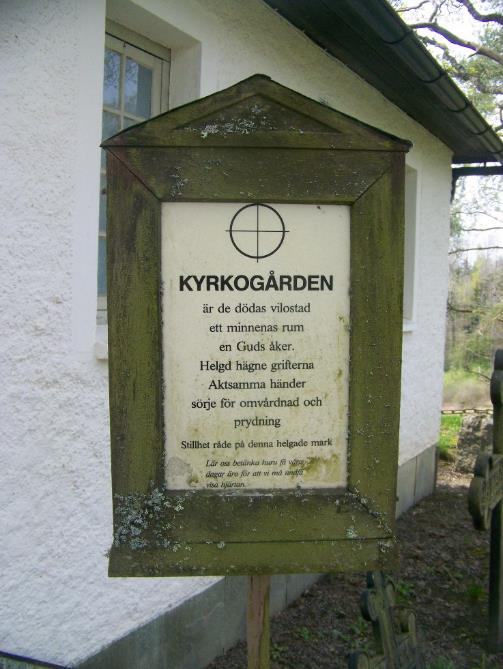 KYRKOGÅRDEN
är de dödas vilostad
ett minnenas rum
en Guds åker.
Helgd hägne grifterna
Aktsamma händer
sörje för omvårdnad och
prydning
Stillhet råde på denna helgade mark
Lär oss betänka huru få våra
dagar äro för att vi må undfå
visa hjärtan.